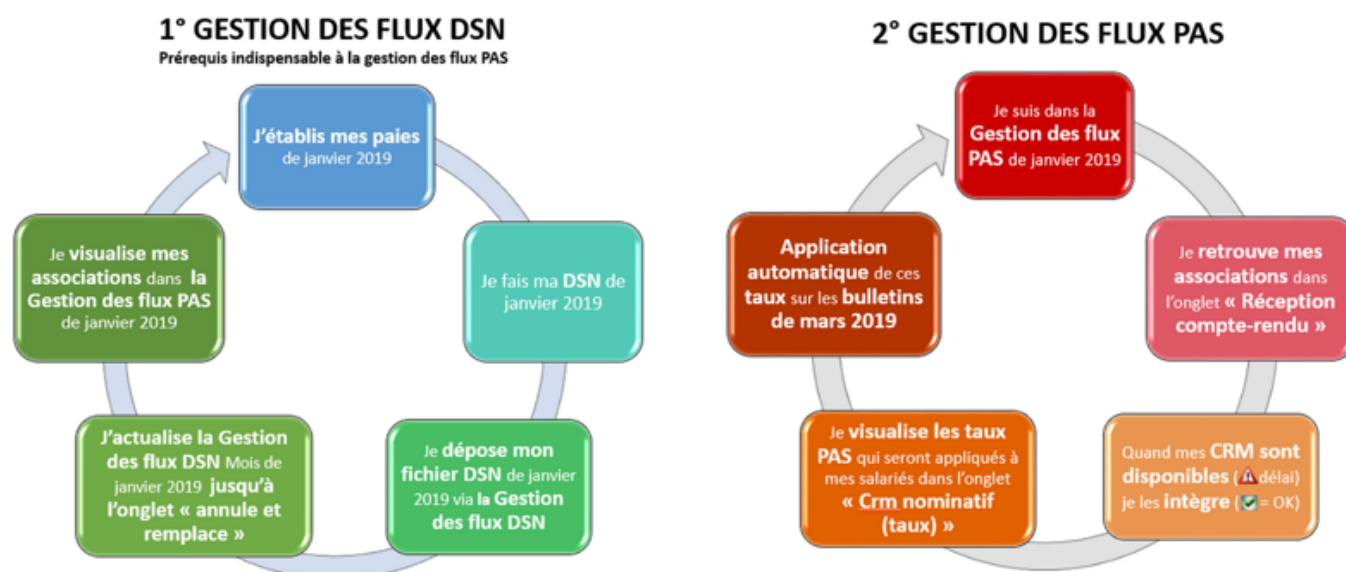 1° GESTION DES FLUX DSN
Prérequis indispensable à la gestion des flux PAS
J'établis mes paies
de janvier 2019
Je fais ma DSN de
janvier 2019
Je dépose mon
fichier DSN de janvier
2019 via la Gestion
des flux DSN
J'actualise la Gestion
des flux DSN Mois de
janvier 2019 jusqu'à
l'onglet « annule et
remplace »
Je visualise mes
associations dans la
Gestion des flux PAS
de janvier 2019
2° GESTION DES FLUX PAS
Je suis dans la
Gestion des flux
PAS de janvier 2019
Je retrouve mes
associations dans
l'onglet « Réception
compte-rendu »
Quand mes CRM sont
disponibles (⚠délai)
je les intègre (☑= OK)
Je visualise les taux
PAS qui seront appliqués à
mes salariés dans l'onglet
« Crm nominatif
(taux) »
Application
automatique de ces
taux sur les bulletins
de mars 2019